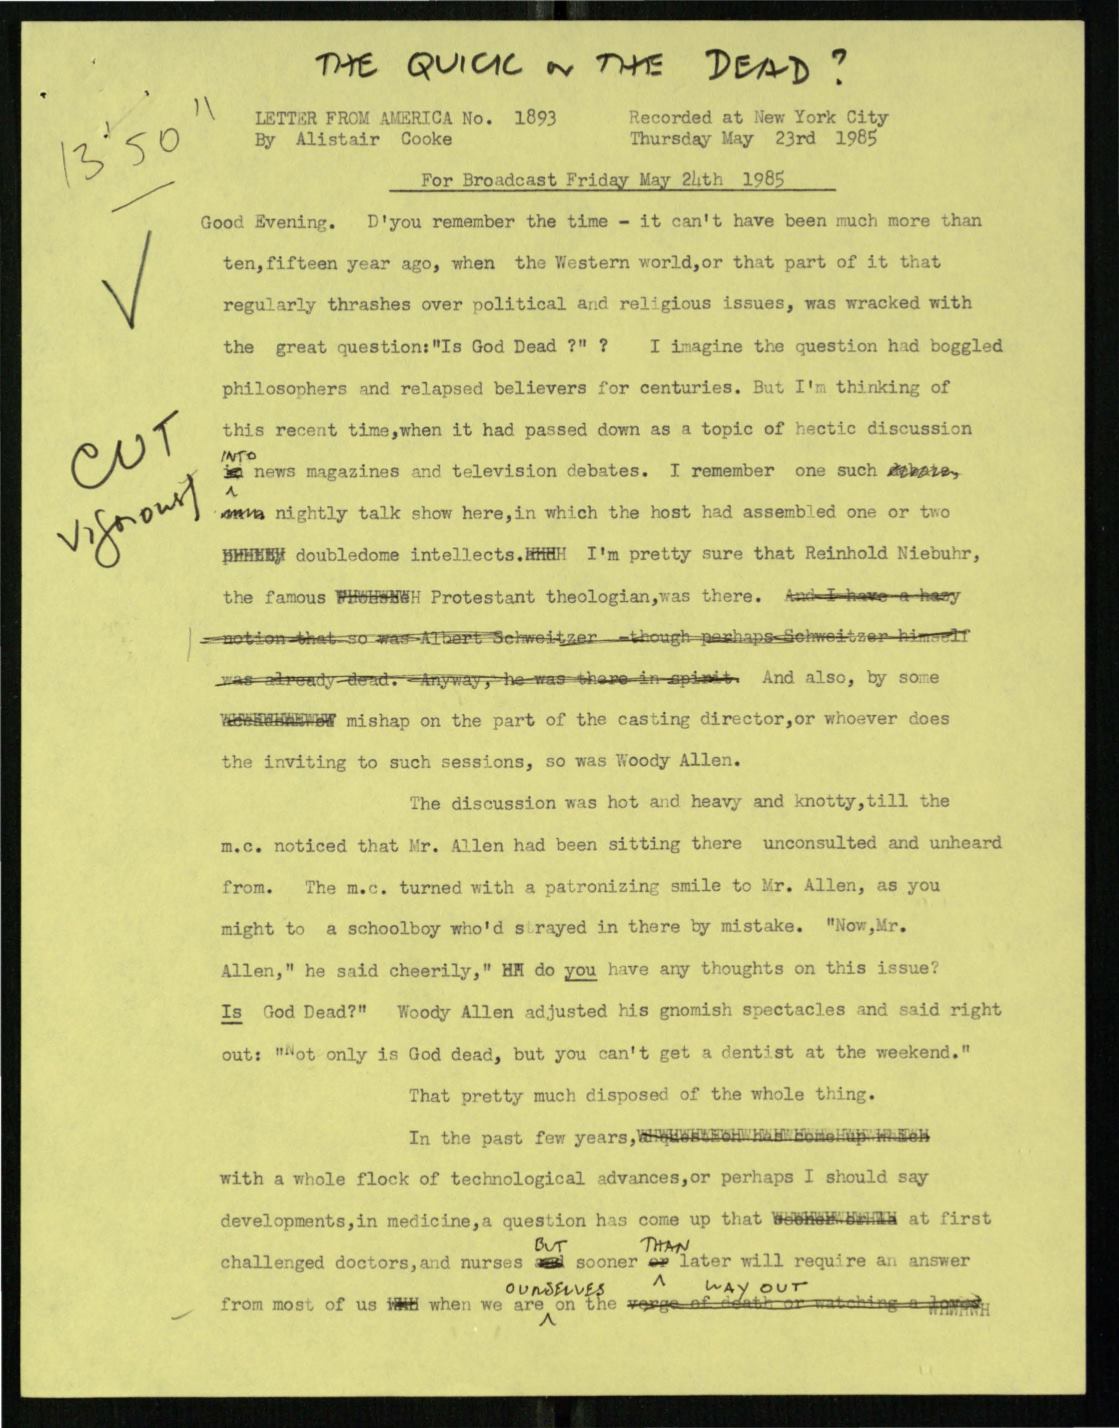 THE QUICK OR THE DEAD?
13'50"
LETTER FROM AMERICA No. 1893 Recorded at New York City
By Alistair Cooke Thursday May 23rd 1985
For Broadcast Friday May 24th 1985
Good Evening. D'you remember the time - it can't have been much more than
ten,fifteen year ago, when the Western world,or that part of it that
regularly thrashes over political and religious issues, was wracked with
the great question:"Is God Dead ?" ? I imagine the question had boggled
philosophers and relapsed believers for centuries. But I'm thinking of
this recent time,when it had passed down as a topic of hectic discussion
CUT
vigorously
INTO
in news magazines and television debates. I remember one such debate,
nightly talk show here,in which the host had assembled one or two
doubledome intellects. I'm pretty sure that Reinhold Niebuhr,
the famous Protestant theologian,was there. And I have a hazy
notion that so was Albert Schweitzer -though perhaps Schweitzer himself
was already dead. Anyway, he was there in spirit. And also, by some
mishap on the part of the casting director,or whoever does
the inviting to such sessions, so was Woody Allen.
The discussion was hot and heavy and knotty,till the
m.c. noticed that Mr. Allen had been sitting there unconsulted and unheard
from. The m.c. turned with a patronizing smile to Mr. Allen, as you
might to a schoolboy who'd strayed in there by mistake. "Now,Mr.
Allen," he said cheerily," do you have any thoughts on this issue?
Is God Dead?" Woody Allen adjusted his gnomish spectacles and said right
out: "Not only is God dead, but you can't get a dentist at the weekend."
That pretty much disposed of the whole thing.
In the past few years, question has come up which
with a whole flock of technological advances,or perhaps I should say
developments,in medicine,a question has come up that at first
BUT THAN
challenged doctors,and nurses and sooner or later will require an answer
OURSELVES WAY OUT
from most of us when we are on the verge of death or watching a loved